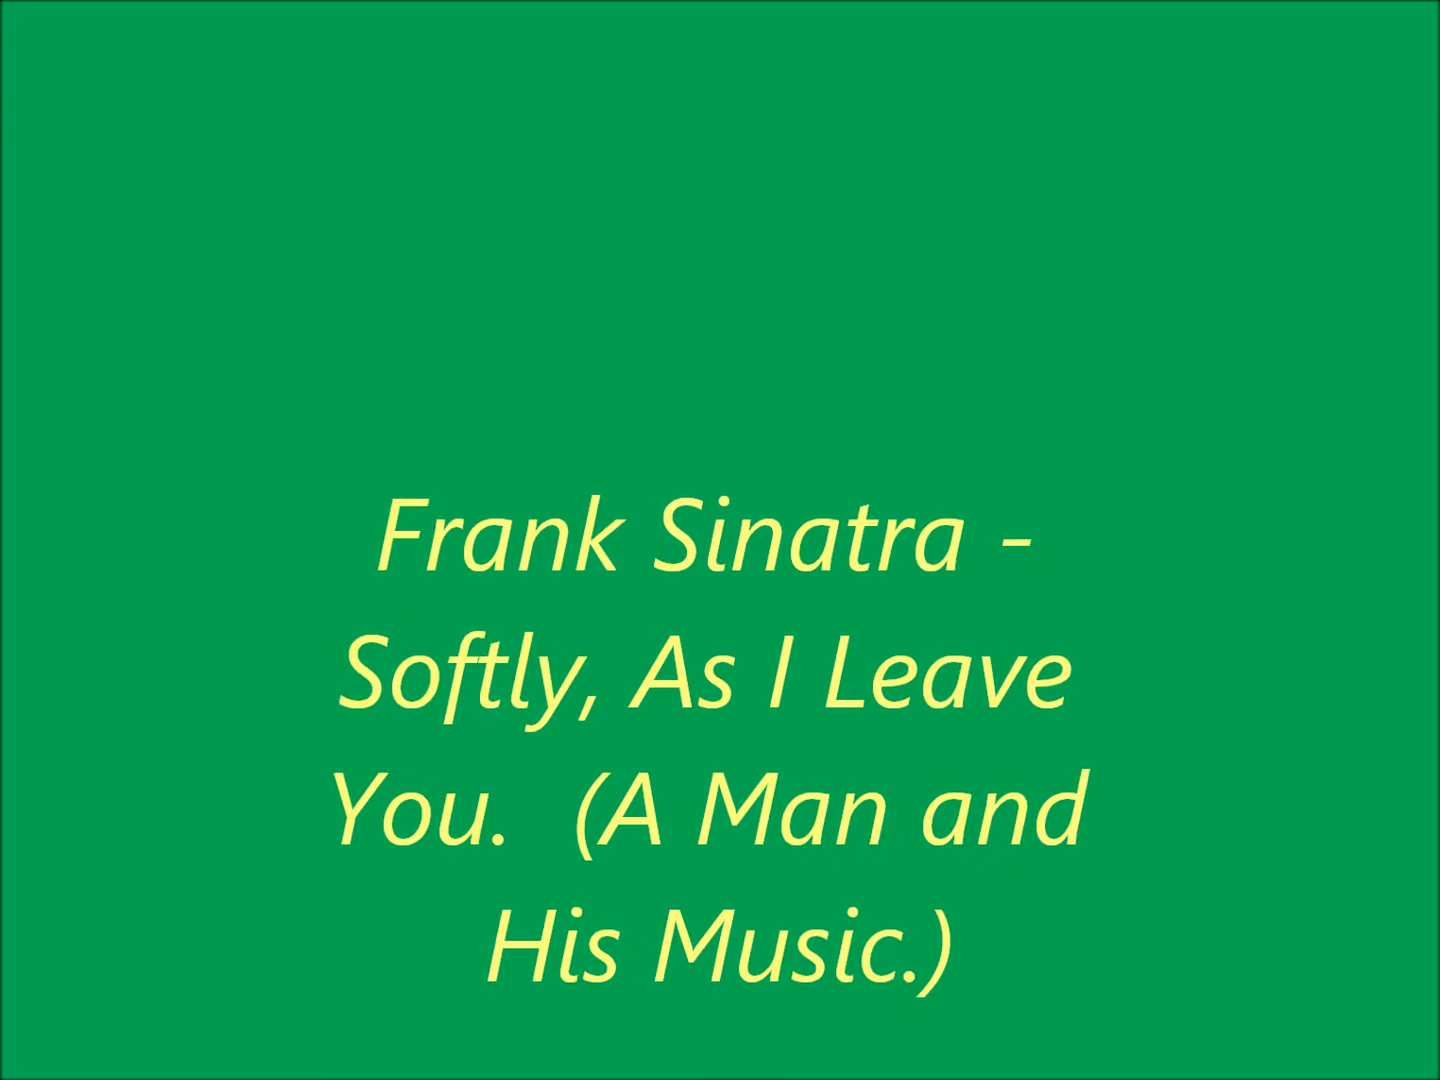 Frank Sinatra -
Softly, As I Leave
You.  (A Man and
His Music.)